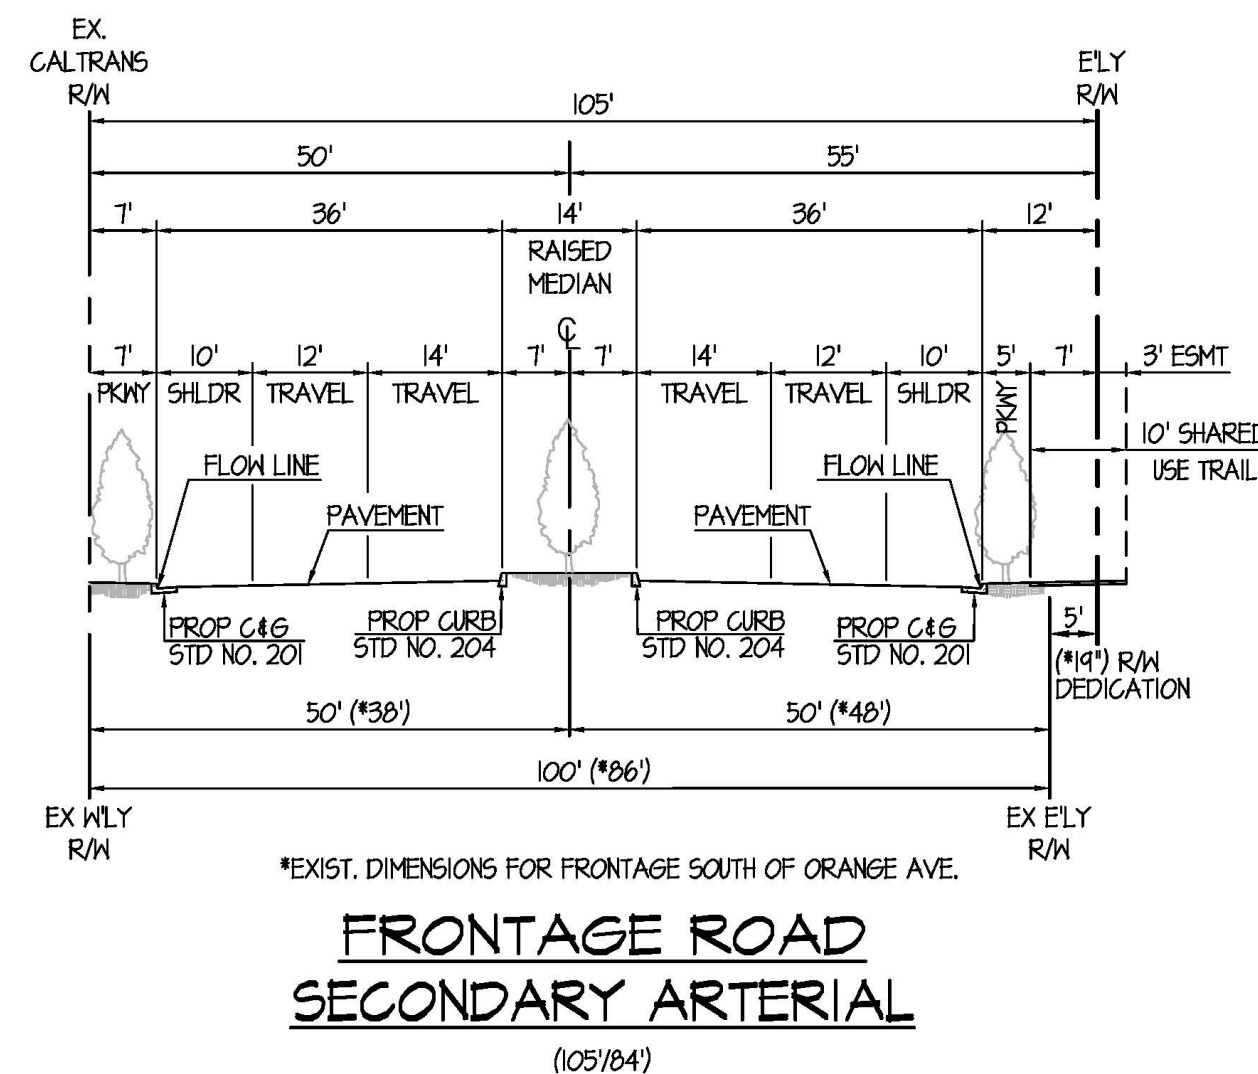 EX.
CALTRANS
R/W
E'LY
R/W
105'
50'
55'
7'
36'
14'
36'
12'
RAISED
MEDIAN
℄
7'
10'
12'
14'
7'
7'
14'
12'
10'
5'
7'
3' ESMT
PKWY
SHLDR
TRAVEL
TRAVEL
TRAVEL
TRAVEL
SHLDR
PKWY
10' SHARED
USE TRAIL
FLOW LINE
FLOW LINE
PAVEMENT
PAVEMENT
PROP C&G
STD NO. 201
PROP CURB
STD NO. 204
PROP CURB
STD NO. 204
PROP C&G
STD NO. 201
5'
(*19") R/W
DEDICATION
50' (*38')
50' (*48')
100' (*86')
EX W'LY
R/W
EX E'LY
R/W
*EXIST. DIMENSIONS FOR FRONTAGE SOUTH OF ORANGE AVE.
FRONTAGE ROAD
SECONDARY ARTERIAL
(105'/84')